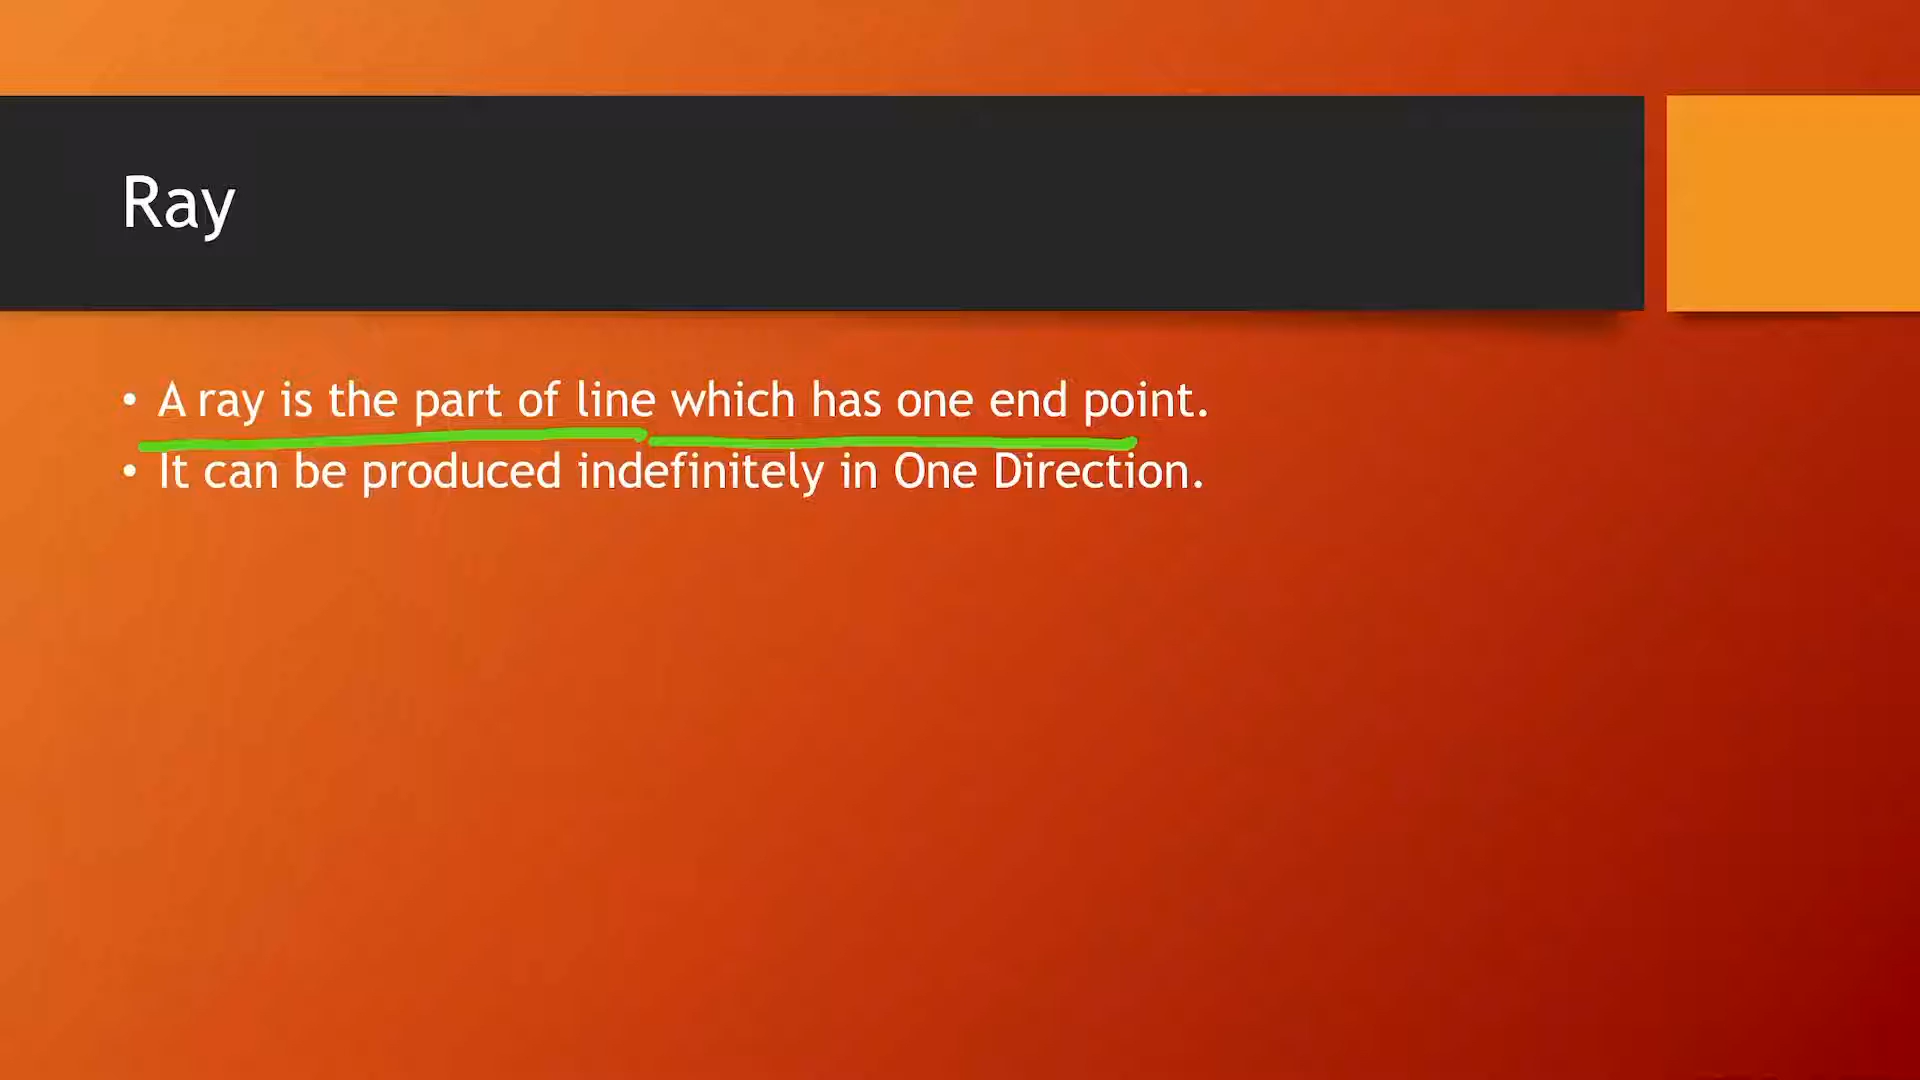 Ray
• A ray is the part of line which has one end point.
• It can be produced indefinitely in One Direction.